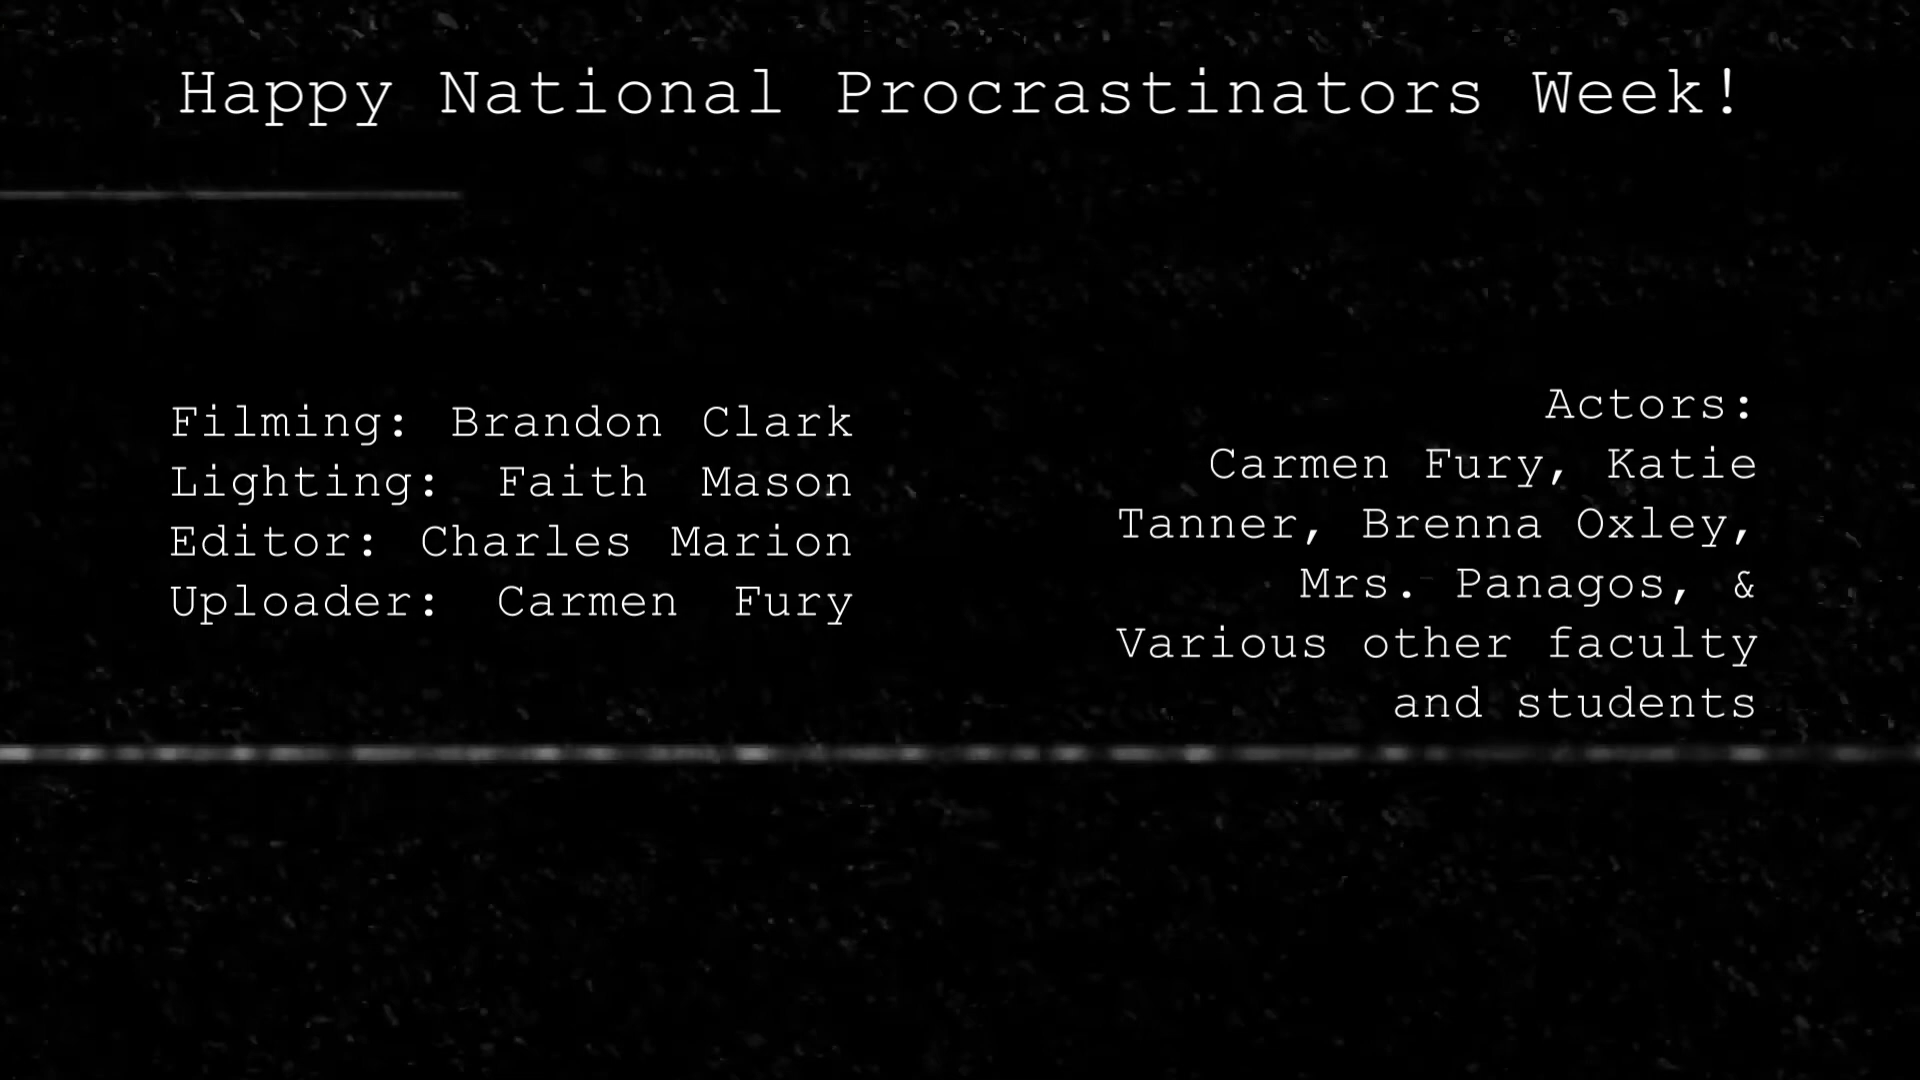 Happy National Procrastinators Week!
Filming: Brandon Clark
Lighting: Faith Mason
Editor: Charles Marion
Uploader: Carmen Fury
Actors:
Carmen Fury, Katie
Tanner, Brenna Oxley,
Mrs. Panagos, &
Various other faculty
and students